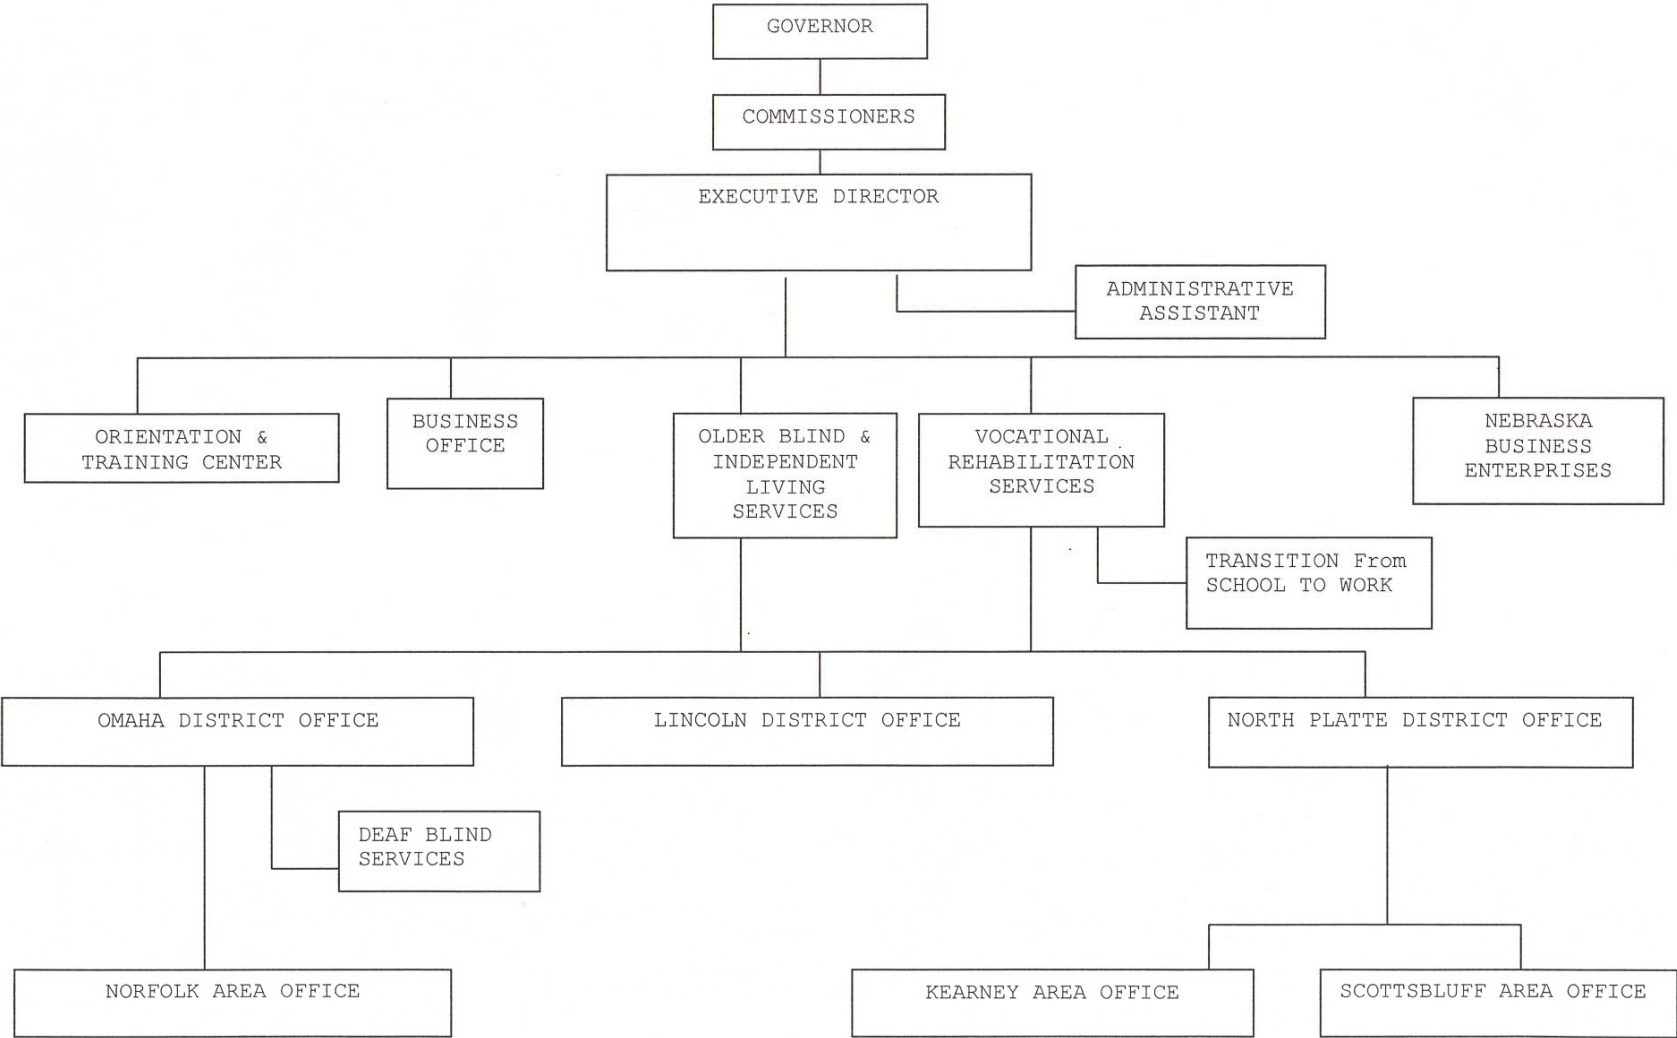 GOVERNOR
COMMISSIONERS
EXECUTIVE DIRECTOR
ADMINISTRATIVE
ASSISTANT
ORIENTATION &
TRAINING CENTER
BUSINESS
OFFICE
OLDER BLIND &
INDEPENDENT
LIVING
SERVICES
VOCATIONAL
REHABILITATION
SERVICES
NEBRASKA
BUSINESS
ENTERPRISES
TRANSITION From
SCHOOL TO WORK
OMAHA DISTRICT OFFICE
LINCOLN DISTRICT OFFICE
NORTH PLATTE DISTRICT OFFICE
DEAF BLIND
SERVICES
NORFOLK AREA OFFICE
KEARNEY AREA OFFICE
SCOTTSBLUFF AREA OFFICE